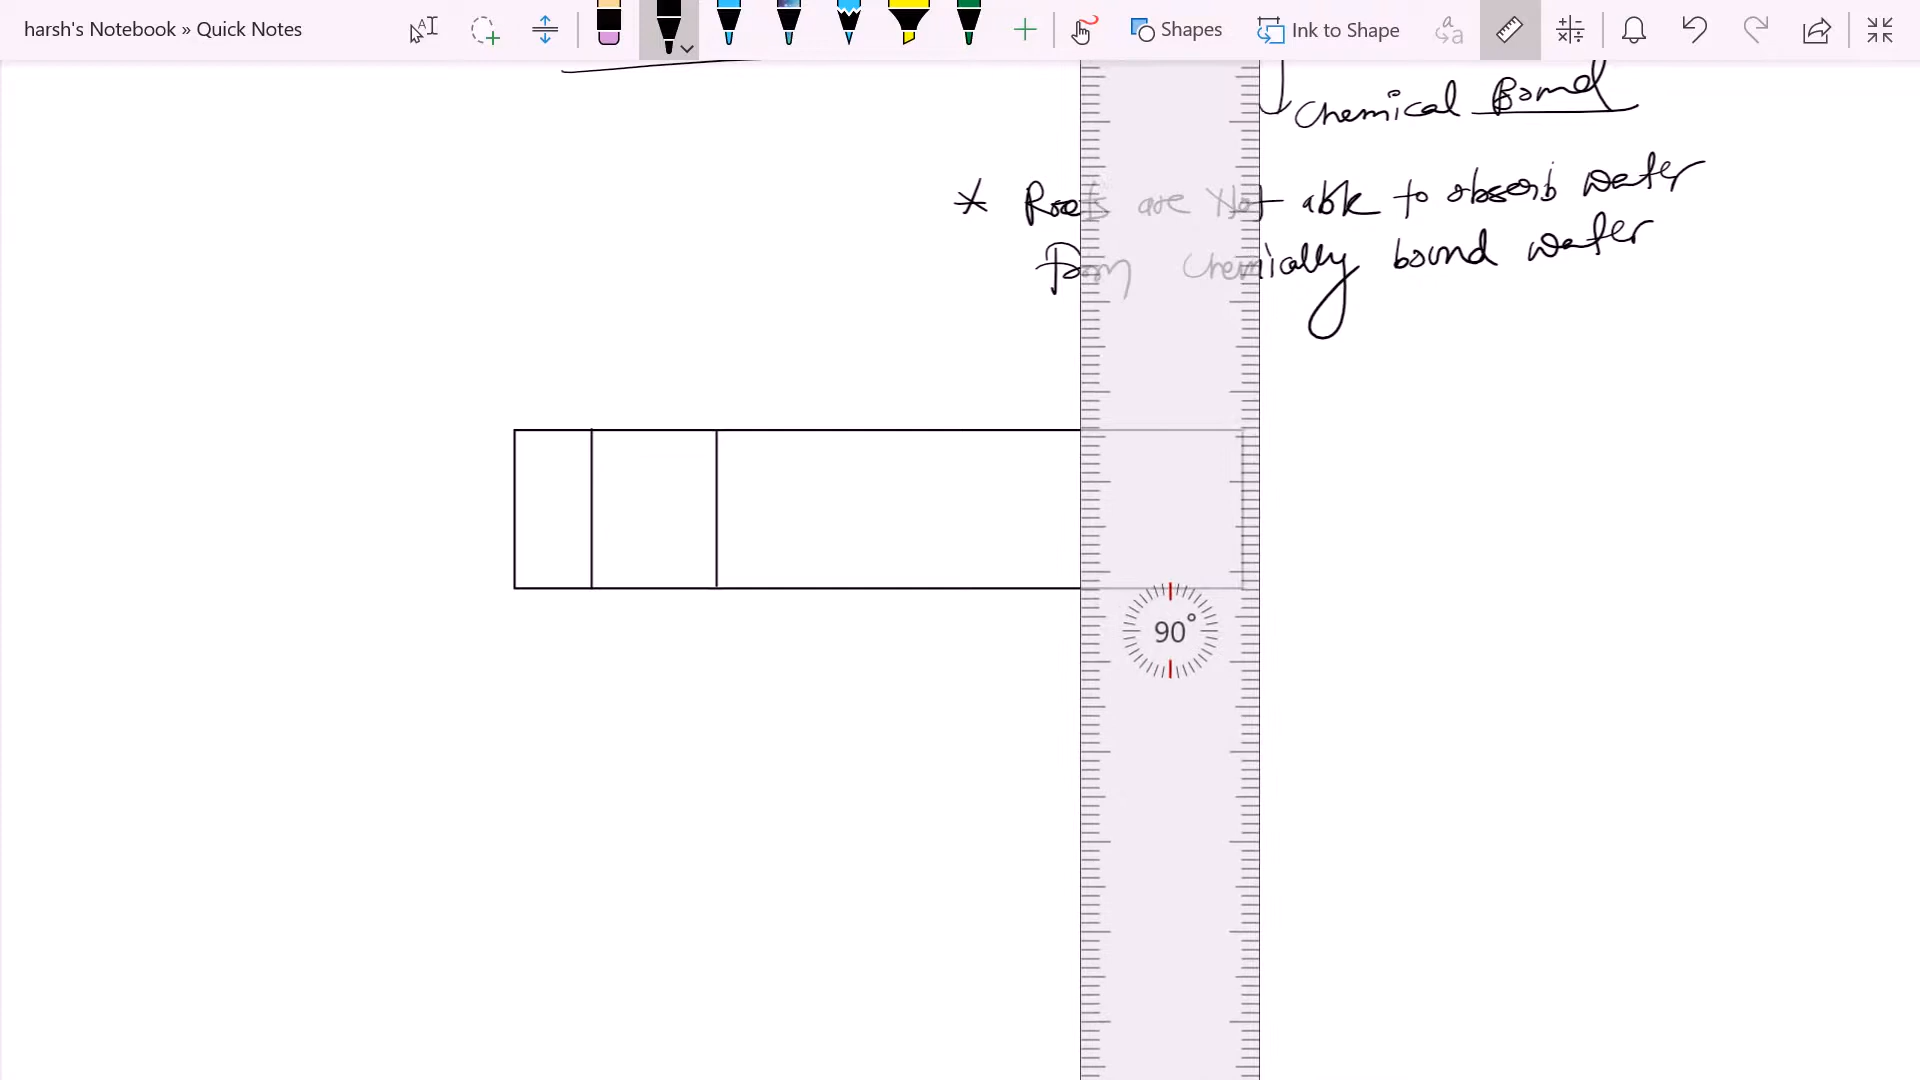 harsh's Notebook » Quick Notes
Shapes
Ink to Shape
Chemical Bond
* Roots are Not able to absorb water
From Chemically bound water
90°